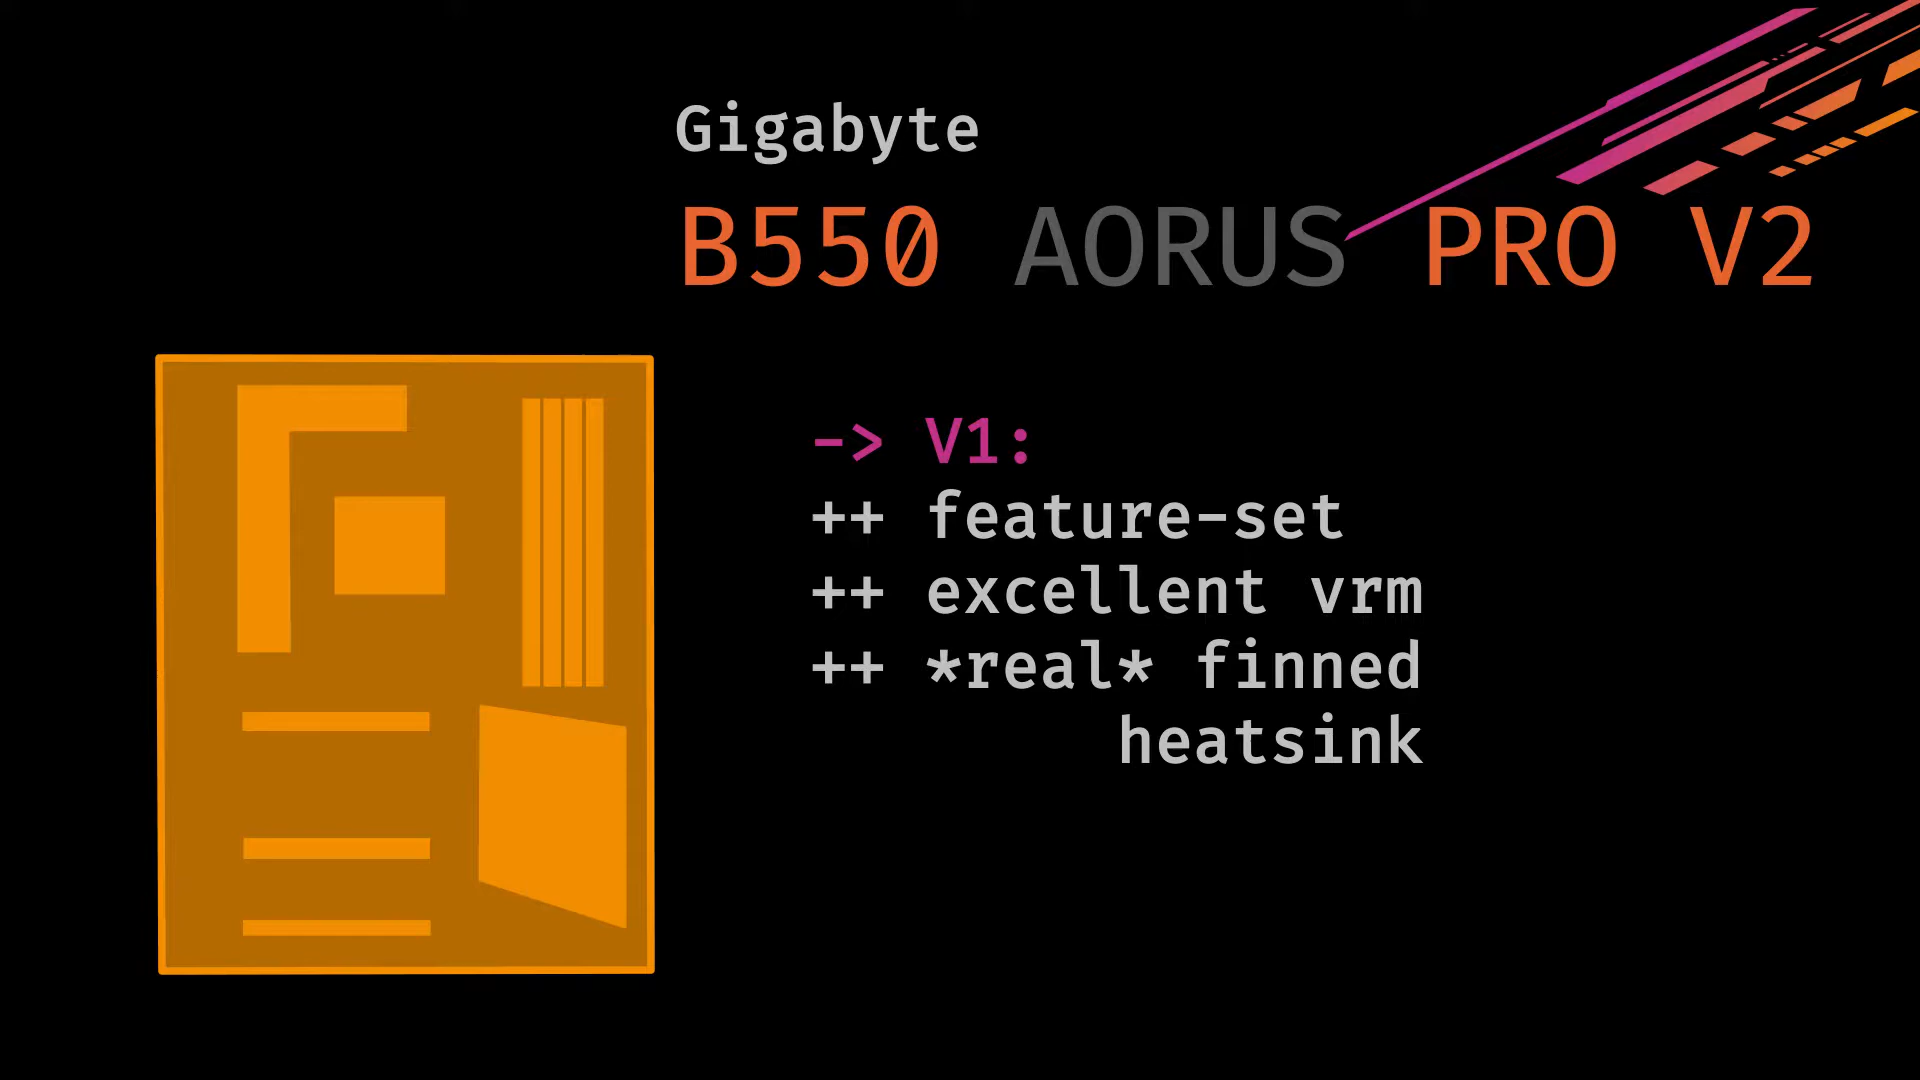 Gigabyte
B550 AORUS PRO V2
-> V1:
++ feature-set
++ excellent vrm
++ *real* finned
heatsink